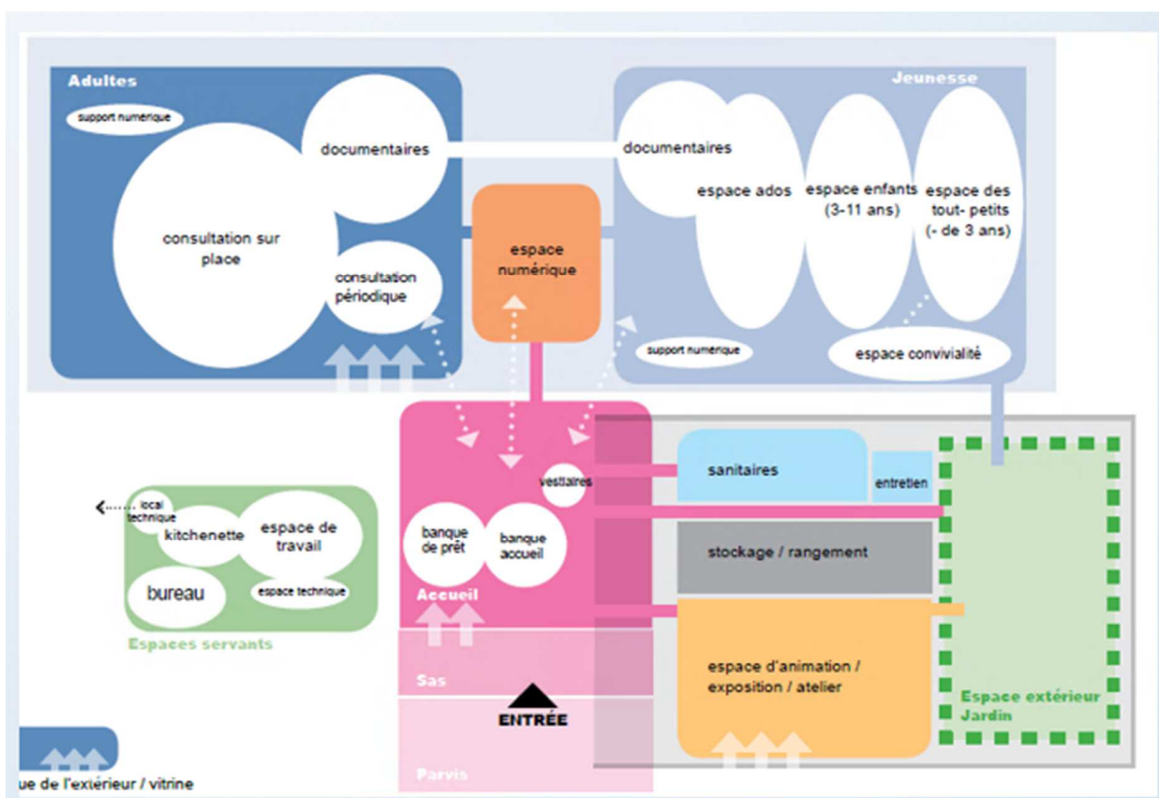 Adultes
support numérique
documentaires
consultation sur
place
consultation
périodique
espace
numérique
Jeunesse
documentaires
espace ados
espace enfants
(3-11 ans)
espace des
tout- petits
(- de 3 ans)
support numérique
espace convivialité
local
technique
kitchenette
espace de
travail
bureau
espace technique
Espaces servants
vestiaires
banque
de prêt
banque
accueil
Accueil
Sas
ENTRÉE
Parvis
sanitaires
entretien
stockage / rangement
espace d'animation /
exposition / atelier
Espace extérieur
Jardin
ue de l'extérieur / vitrine